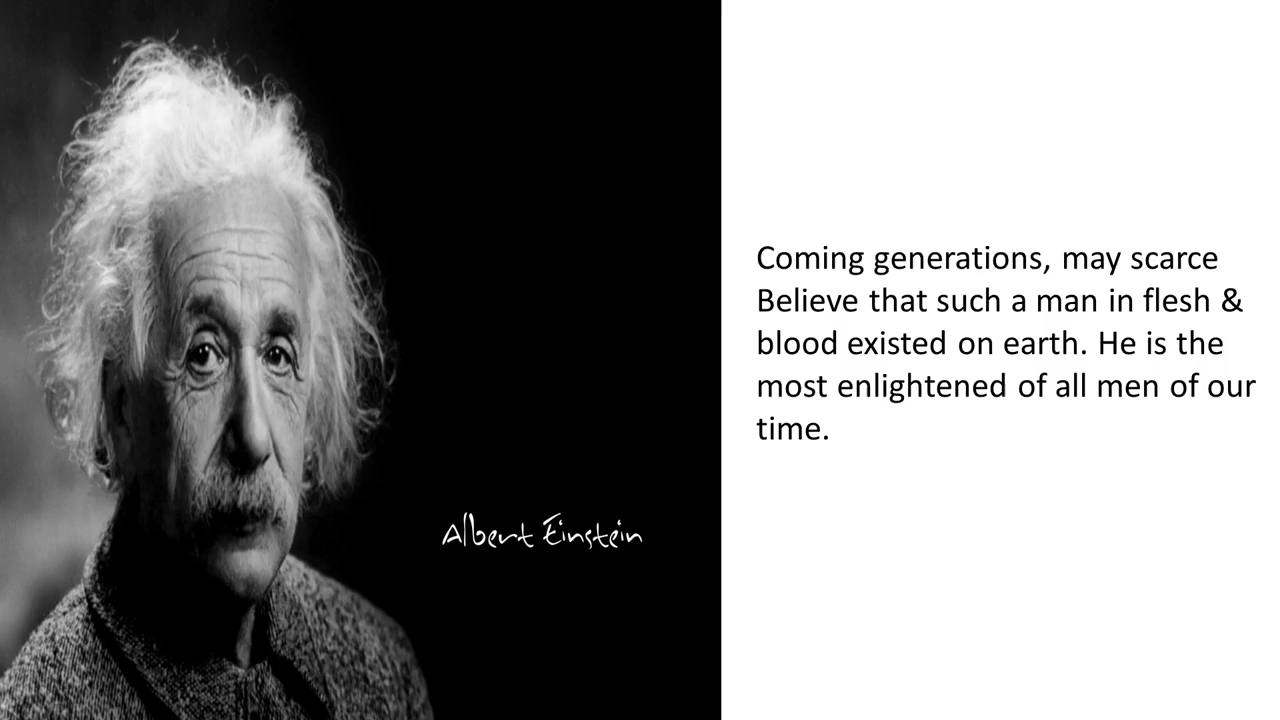 Albert Einstein
Coming generations, may scarce
Believe that such a man in flesh &
blood existed on earth. He is the
most enlightened of all men of our
time.